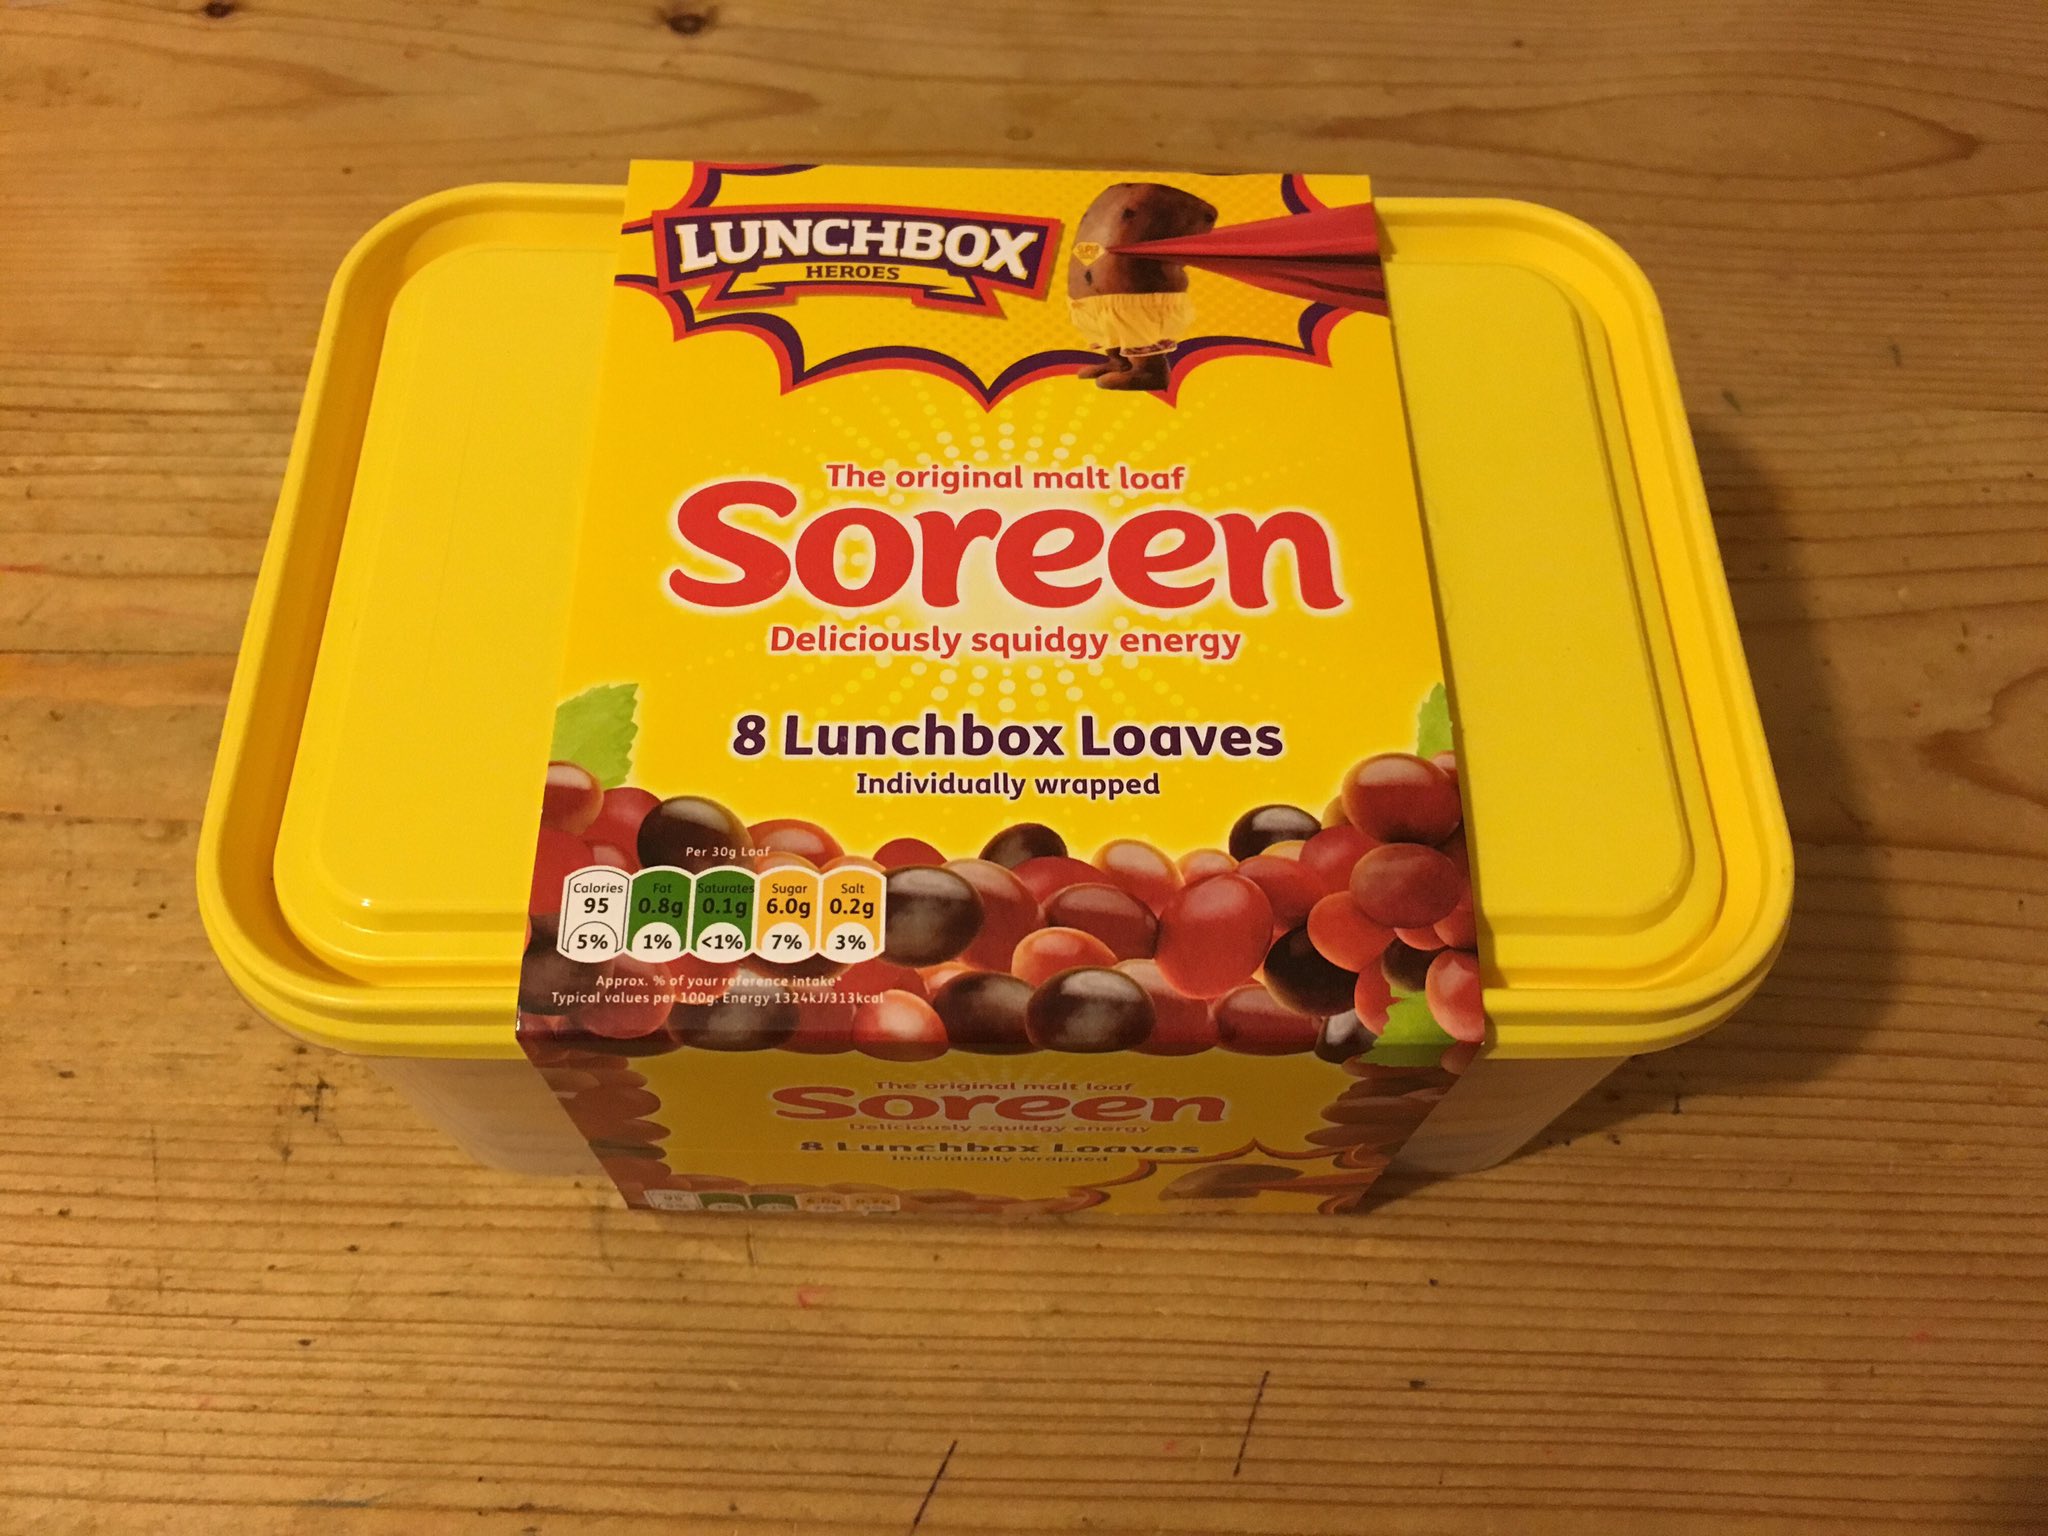 LUNCHBOX
HEROES
SUPER
The original malt loaf
Soreen
Deliciously squidgy energy
8 Lunchbox Loaves
Individually wrapped
Per 30g Loaf
Calories Fat Saturates Sugar Salt
95 0.8g 0.1g 6.0g 0.2g
5% 1% <1% 7% 3%
Approx. % of your reference intake*
Typical values per 100g: Energy 1324kJ/313kcal
The original malt loaf
Soreen
Deliciously squidgy energy
8 Lunchbox Loaves
Individually wrapped